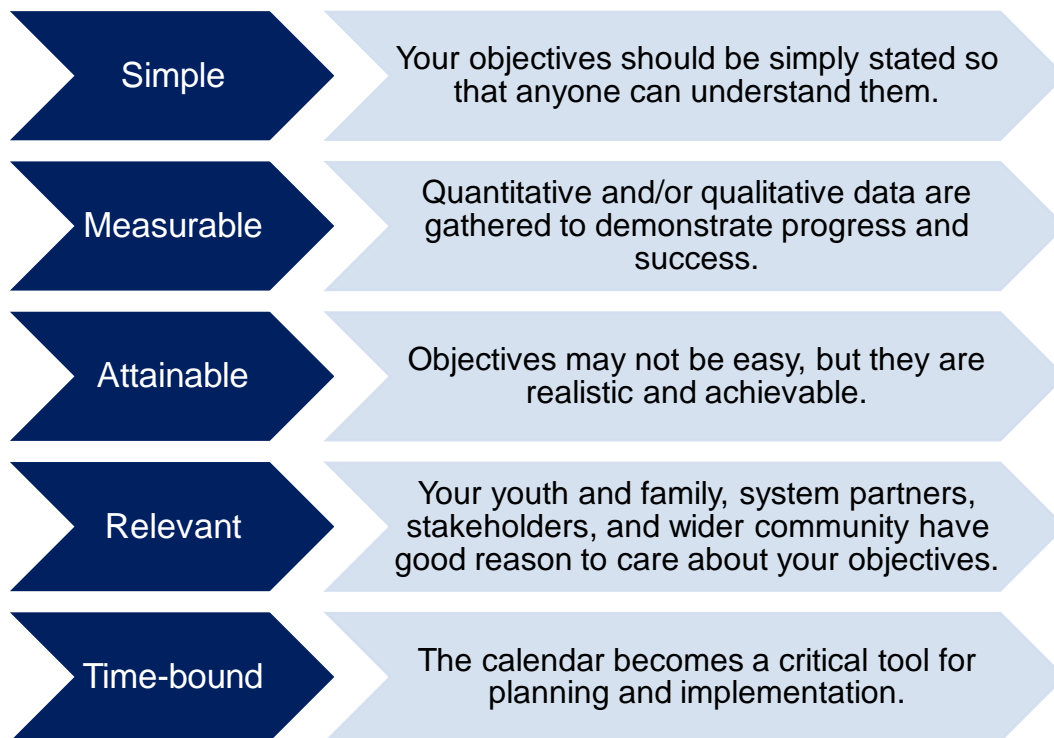 Simple
Your objectives should be simply stated so
that anyone can understand them.
Measurable
Quantitative and/or qualitative data are
gathered to demonstrate progress and
success.
Attainable
Objectives may not be easy, but they are
realistic and achievable.
Relevant
Your youth and family, system partners,
stakeholders, and wider community have
good reason to care about your objectives.
Time-bound
The calendar becomes a critical tool for
planning and implementation.